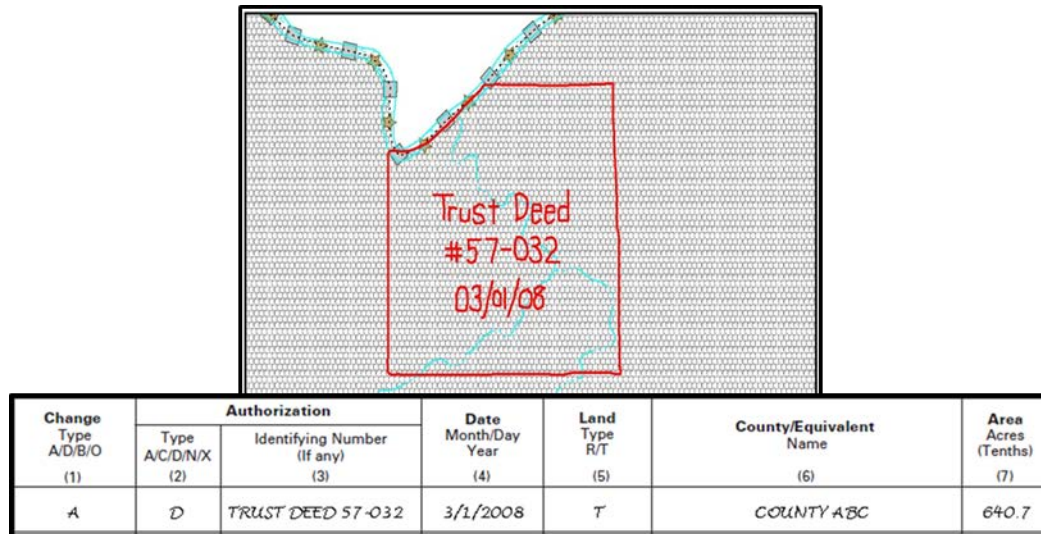 Trust Deed
#57-032
03/01/08
Change
Type
A/D/B/O
(1)
Authorization
Type
A/C/D/N/X
(2)
Identifying Number
(If any)
(3)
Date
Month/Day
Year
(4)
Land
Type
R/T
(5)
County/Equivalent
Name
(6)
Area
Acres
(Tenths)
(7)
A
D
TRUST DEED 57-032
3/1/2008
T
COUNTY ABC
640.7